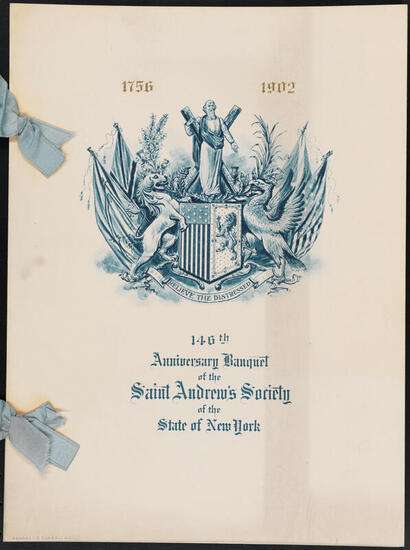 1756 1902
RELIEVE THE DISTRESSED
146th
Anniversary Banquet
of the
Saint Andrew's Society
of the
State of New York